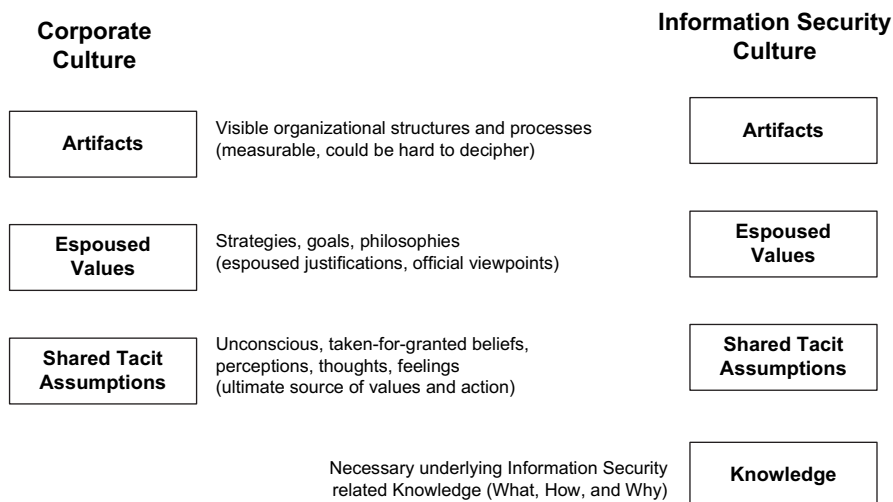 Corporate
Culture
Information Security
Culture
Artifacts
Visible organizational structures and processes
(measurable, could be hard to decipher)
Artifacts
Espoused
Values
Strategies, goals, philosophies
(espoused justifications, official viewpoints)
Espoused
Values
Shared Tacit
Assumptions
Unconscious, taken-for-granted beliefs,
perceptions, thoughts, feelings
(ultimate source of values and action)
Shared Tacit
Assumptions
Necessary underlying Information Security
related Knowledge (What, How, and Why)
Knowledge